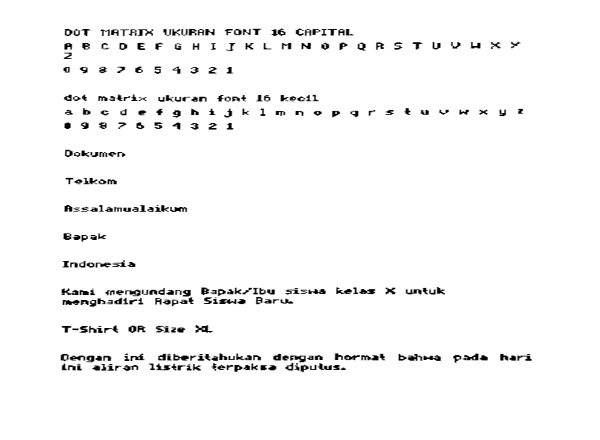 DOT MATRIX UKURAN FONT 16 CAPITAL
A B C D E F G H I J K L M N O P Q R S T U V W X Y
Z
0 9 8 7 6 5 4 3 2 1
dot matrix ukuran font 16 kecil
a b c d e f g h i j k l m n o p q r s t u v w x y z
0 9 8 7 6 5 4 3 2 1
Dokumen
Telkom
Assalamualaikum
Bapak
Indonesia
Kami mengundang Bapak/Ibu siswa kelas X untuk
menghadiri Rapat Siswa Baru.
T-Shirt OR Size XL
Dengan ini diberitahukan dengan hormat bahwa pada hari
ini aliran listrik terpaksa diputus.